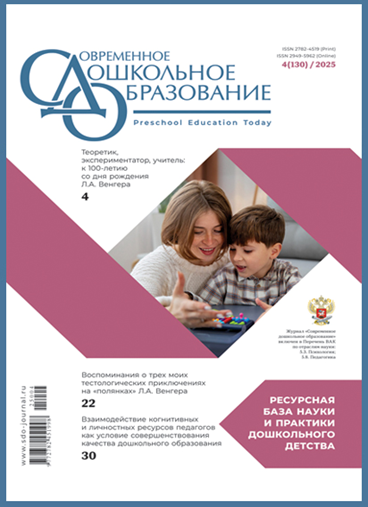 ISSN 2782-4519 (Print)
ISSN 2949-5962 (Online)
4(130) / 2025
СОВРЕМЕННОЕ
ДОШКОЛЬНОЕ
ОБРАЗОВАНИЕ
Preschool Education Today
Теоретик,
экспериментатор, учитель:
к 100-летию
со дня рождения
Л.А. Венгера
4
Журнал «Современное
дошкольное образование»
включен в Перечень ВАК
по отраслям науки:
5.3. Психология;
5.8. Педагогика
Воспоминания о трех моих
тестологических приключениях
на «полянках» Л.А. Венгера
22
Взаимодействие когнитивных
и личностных ресурсов педагогов
как условие совершенствования
качества дошкольного образования
30
РЕСУРСНАЯ
БАЗА НАУКИ
И ПРАКТИКИ
ДОШКОЛЬНОГО
ДЕТСТВА
www.sdo-journal.ru